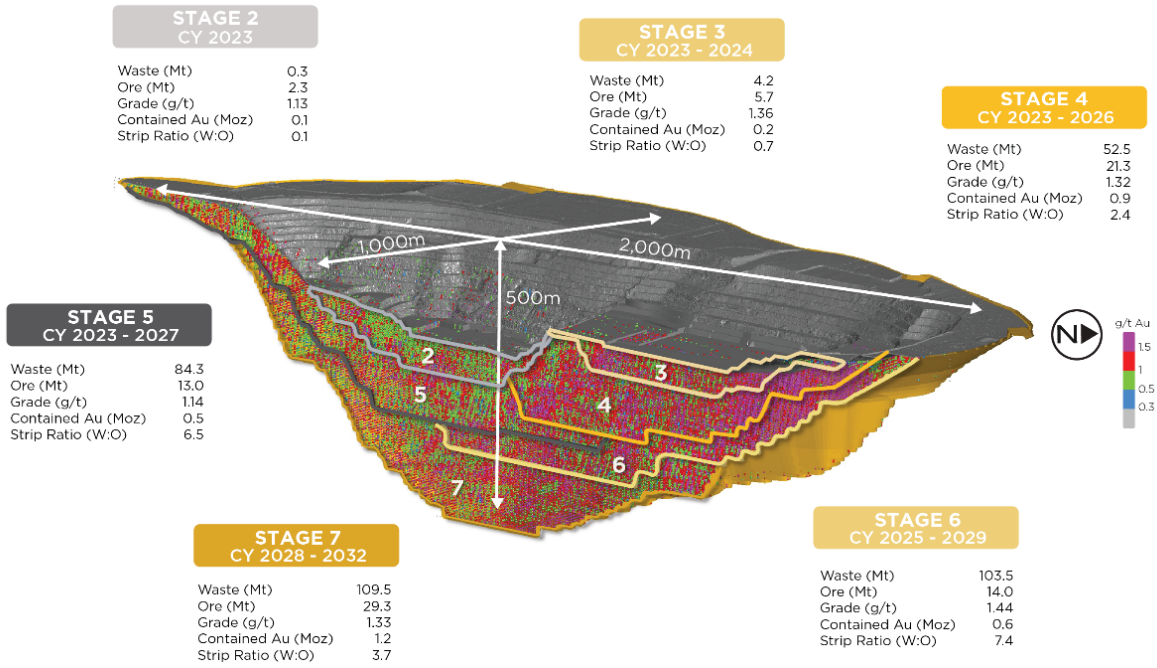 STAGE 2
CY 2023
Waste (Mt) 0.3
Ore (Mt) 2.3
Grade (g/t) 1.13
Contained Au (Moz) 0.1
Strip Ratio (W:O) 0.1
STAGE 3
CY 2023 - 2024
Waste (Mt) 4.2
Ore (Mt) 5.7
Grade (g/t) 1.36
Contained Au (Moz) 0.2
Strip Ratio (W:O) 0.7
STAGE 4
CY 2023 - 2026
Waste (Mt) 52.5
Ore (Mt) 21.3
Grade (g/t) 1.32
Contained Au (Moz) 0.9
Strip Ratio (W:O) 2.4
1,000m
2,000m
500m
STAGE 5
CY 2023 - 2027
Waste (Mt) 84.3
Ore (Mt) 13.0
Grade (g/t) 1.14
Contained Au (Moz) 0.5
Strip Ratio (W:O) 6.5
2
3
5
4
6
7
N
g/t Au
1.5
1
0.5
0.3
STAGE 7
CY 2028 - 2032
Waste (Mt) 109.5
Ore (Mt) 29.3
Grade (g/t) 1.33
Contained Au (Moz) 1.2
Strip Ratio (W:O) 3.7
STAGE 6
CY 2025 - 2029
Waste (Mt) 103.5
Ore (Mt) 14.0
Grade (g/t) 1.44
Contained Au (Moz) 0.6
Strip Ratio (W:O) 7.4